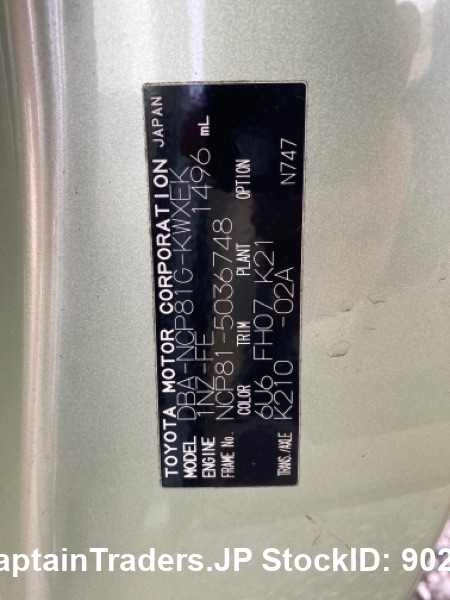 TOYOTA MOTOR CORPORATION JAPAN
MODEL DBA-NCP81G-KWXEK
ENGINE 1NZ-FE 1496 mL
FRAME No. NCP81-5036748
COLOR TRIM PLANT OPTION
6U6 FH07 K21
TRANS./AXLE K210 -02A N747
aptainTraders.JP StockID: 902